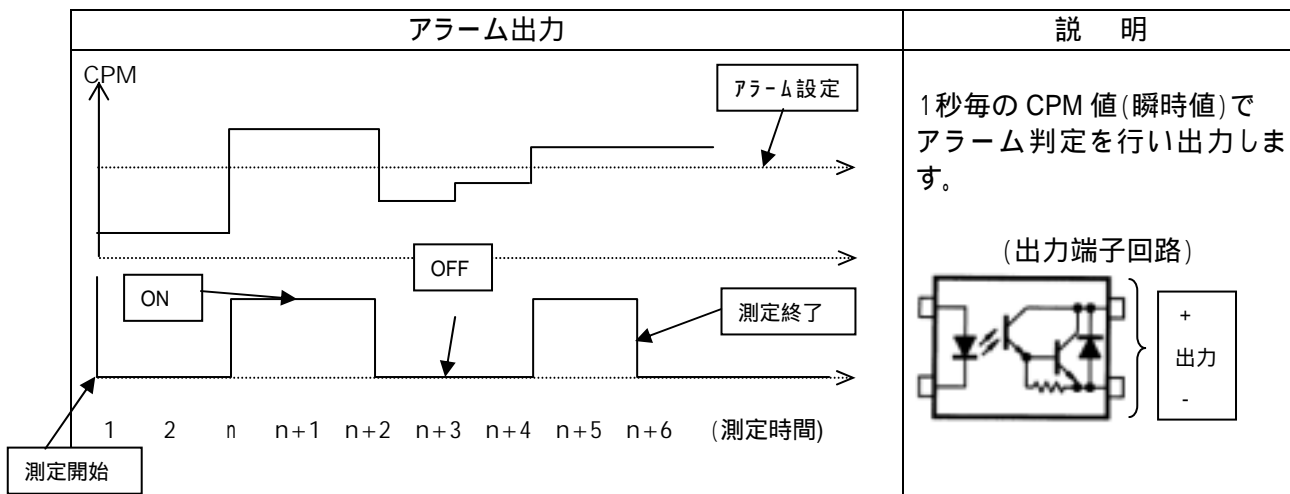 アラーム出力
説 明
CPM
ｱﾗｰﾑ設定
1秒毎の CPM 値(瞬時値)で
アラーム判定を行い出力しま
す。
(出力端子回路)
OFF
ON
測定終了
+
出力
-
1 2 n n+1 n+2 n+3 n+4 n+5 n+6 (測定時間)
測定開始